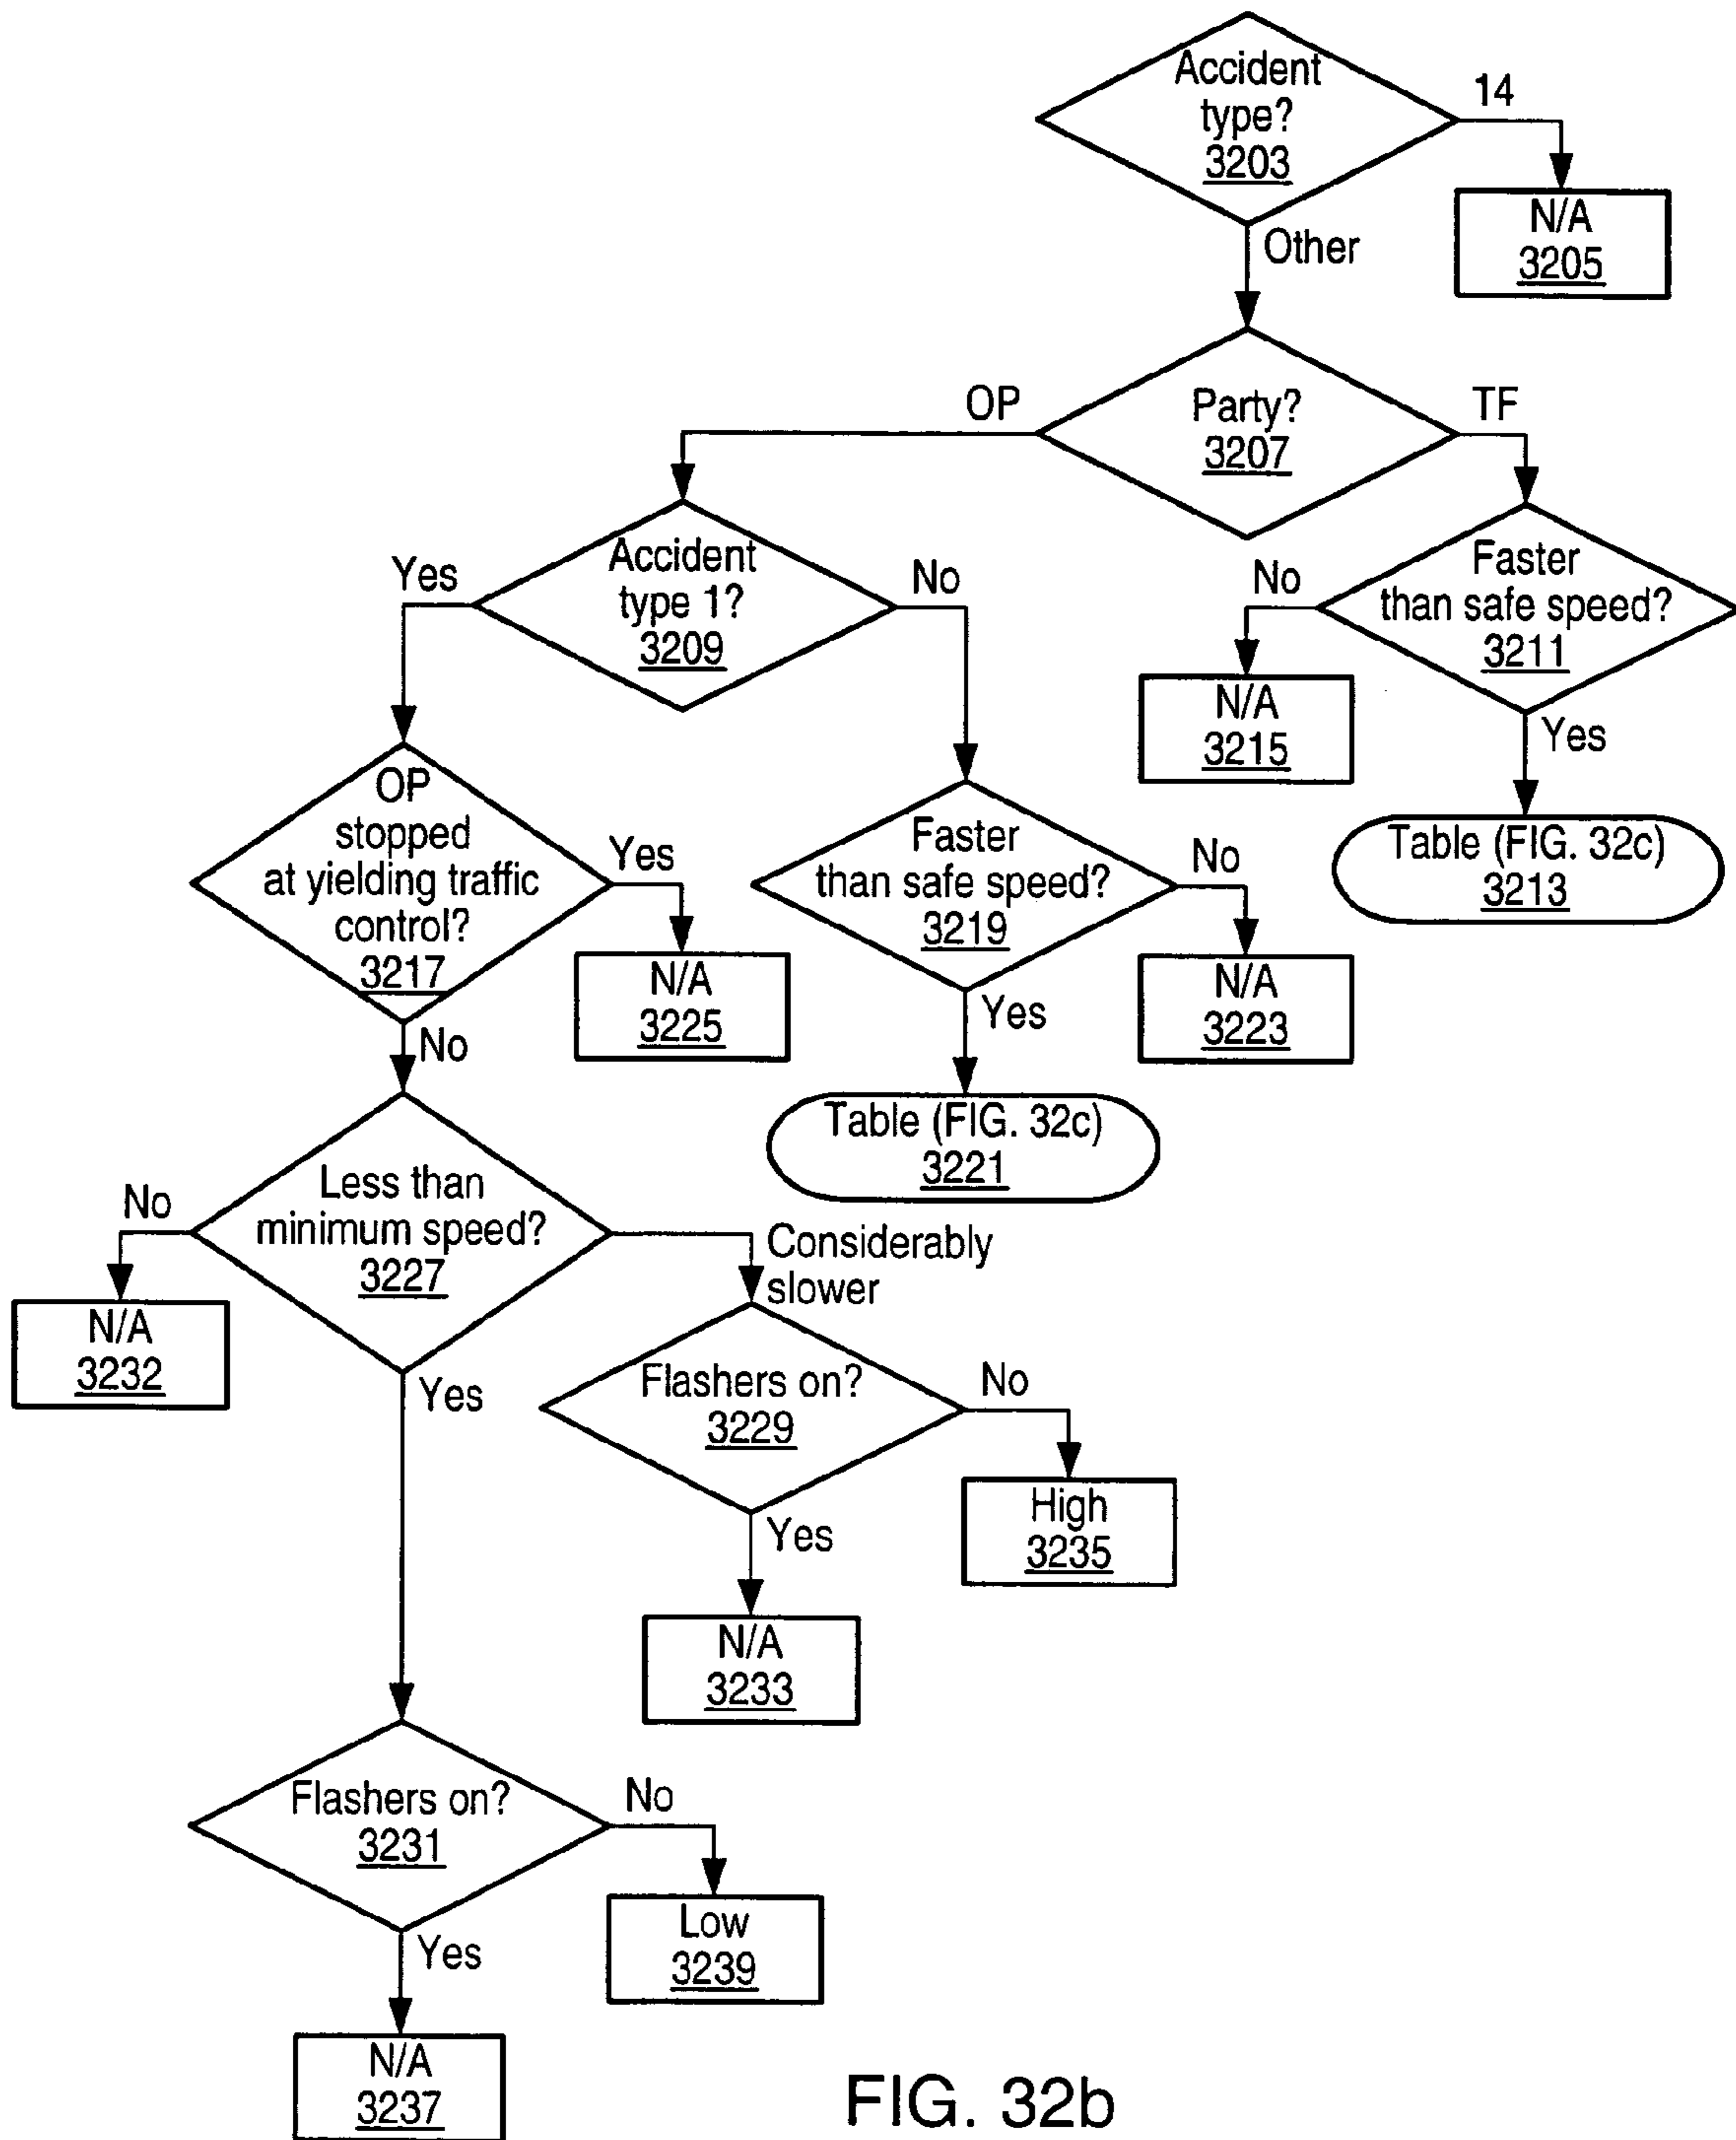 Accident
type?
3203
14
N/A
3205
Other
Party?
3207
OP
TF
Accident
type 1?
3209
Yes
No
Faster
than safe speed?
3211
No
N/A
3215
Yes
Table (FIG. 32c)
3213
OP
stopped
at yielding traffic
control?
3217
Yes
N/A
3225
Faster
than safe speed?
3219
No
N/A
3223
Yes
Table (FIG. 32c)
3221
No
Less than
minimum speed?
3227
No
N/A
3232
Considerably
slower
Yes
Flashers on?
3229
No
High
3235
Yes
N/A
3233
Flashers on?
3231
No
Low
3239
Yes
N/A
3237
FIG. 32b